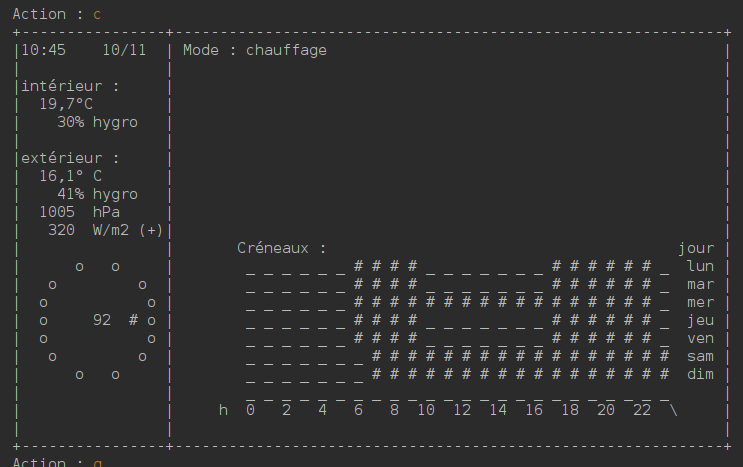 Action : c
+----------------+-------------------------------------------------------------+
|10:45    10/11  | Mode : chauffage                                            |
|                |                                                             |
|intérieur :     |                                                             |
|  19,7°C        |                                                             |
|    30% hygro   |                                                             |
|                |                                                             |
|extérieur :     |                                                             |
|  16,1° C       |                                                             |
|    41% hygro   |                                                             |
|  1005  hPa     |                                                             |
|   320  W/m2 (+)|                                                             |
|                |       Créneaux :                                       jour |
|      o   o     |        _ _ _ _ _ _ # # # # _ _ _ _ _ _ _ # # # # # # _  lun |
|   o         o  |        _ _ _ _ _ _ # # # # _ _ _ _ _ _ _ # # # # # # _  mar |
|  o           o |        _ _ _ _ _ _ # # # # # # # # # # # # # # # # # _  mer |
|  o     92  # o |        _ _ _ _ _ _ # # # # _ _ _ _ _ _ _ # # # # # # _  jeu |
|  o           o |        _ _ _ _ _ _ # # # # _ _ _ _ _ _ _ # # # # # # _  ven |
|   o         o  |        _ _ _ _ _ _ _ # # # # # # # # # # # # # # # # #  sam |
|      o   o     |        _ _ _ _ _ _ _ # # # # # # # # # # # # # # # # #  dim |
|                |        _ _ _ _ _ _ _ _ _ _ _ _ _ _ _ _ _ _ _ _ _ _ _ _      |
|                |     h  0   2   4   6   8  10  12  14  16  18  20  22  \     |
|                |                                                             |
+----------------+-------------------------------------------------------------+
Action : q